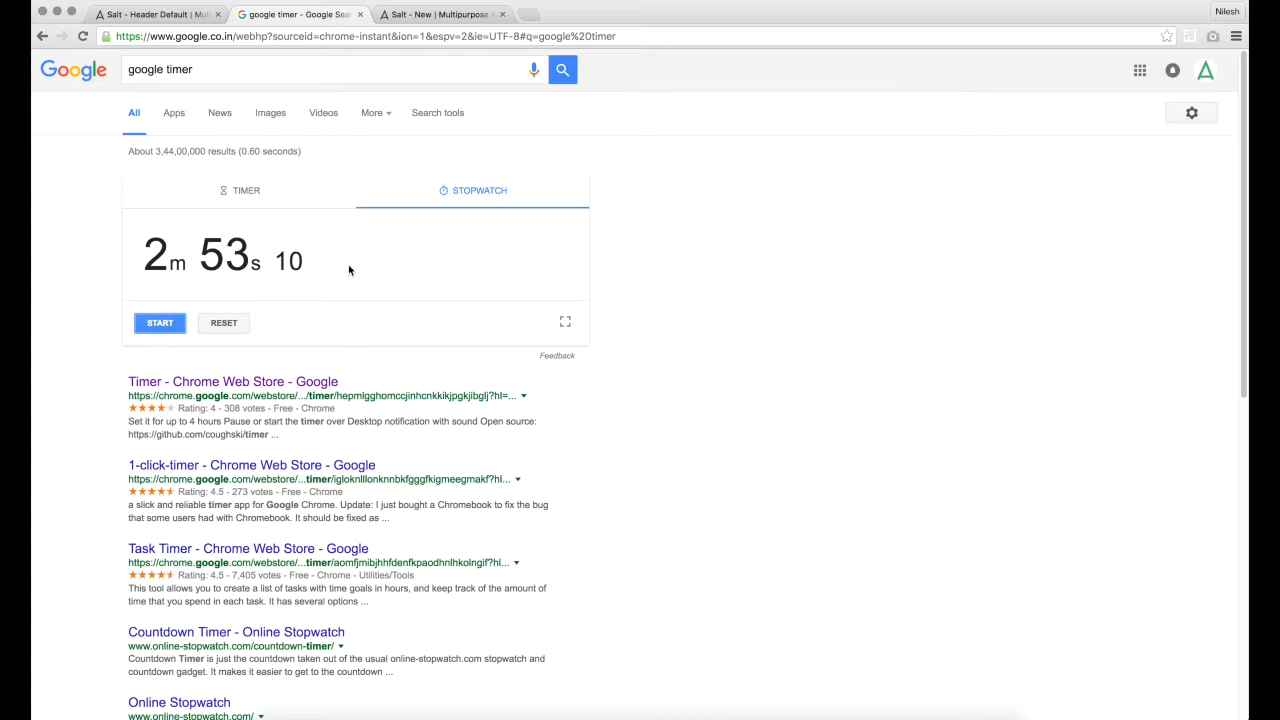 Salt - Header Default | Mul
google timer - Google Sea
Salt - New | Multipurpose
Nilesh
https://www.google.co.in/webhp?sourceid=chrome-instant&ion=1&espv=2&ie=UTF-8#q=google%20timer
Google
google timer
All
Apps
News
Images
Videos
More
Search tools
About 3,44,00,000 results (0.60 seconds)
TIMER
STOPWATCH
2m 53s 10
START
RESET
Feedback
Timer - Chrome Web Store - Google
https://chrome.google.com/webstore/.../timer/hepmlgghomccjinhcnkkikjpgkjibglj?hl=...
Rating: 4 - 308 votes - Free - Chrome
Set it for up to 4 hours Pause or start the timer over Desktop notification with sound Open source:
https://github.com/coughski/timer ...
1-click-timer - Chrome Web Store - Google
https://chrome.google.com/webstore/...timer/igloknlllonknnbkfgggfkigmeegmakf?hl...
Rating: 4.5 - 273 votes - Free - Chrome
a slick and reliable timer app for Google Chrome. Update: I just bought a Chromebook to fix the bug
that some users had with Chromebook. It should be fixed as ...
Task Timer - Chrome Web Store - Google
https://chrome.google.com/webstore/...timer/aomfjmibjhhfdenfkpaodhnlhkolngif?hl...
Rating: 4.5 - 7,405 votes - Free - Chrome - Utilities/Tools
This tool allows you to create a list of tasks with time goals in hours, and keep track of the amount of
time that you spend in each task. It has several options ...
Countdown Timer - Online Stopwatch
www.online-stopwatch.com/countdown-timer/
Countdown Timer is just the countdown taken out of the usual online-stopwatch.com stopwatch and
countdown gadget. It makes it easier to get to the countdown ...
Online Stopwatch
www.online-stopwatch.com/